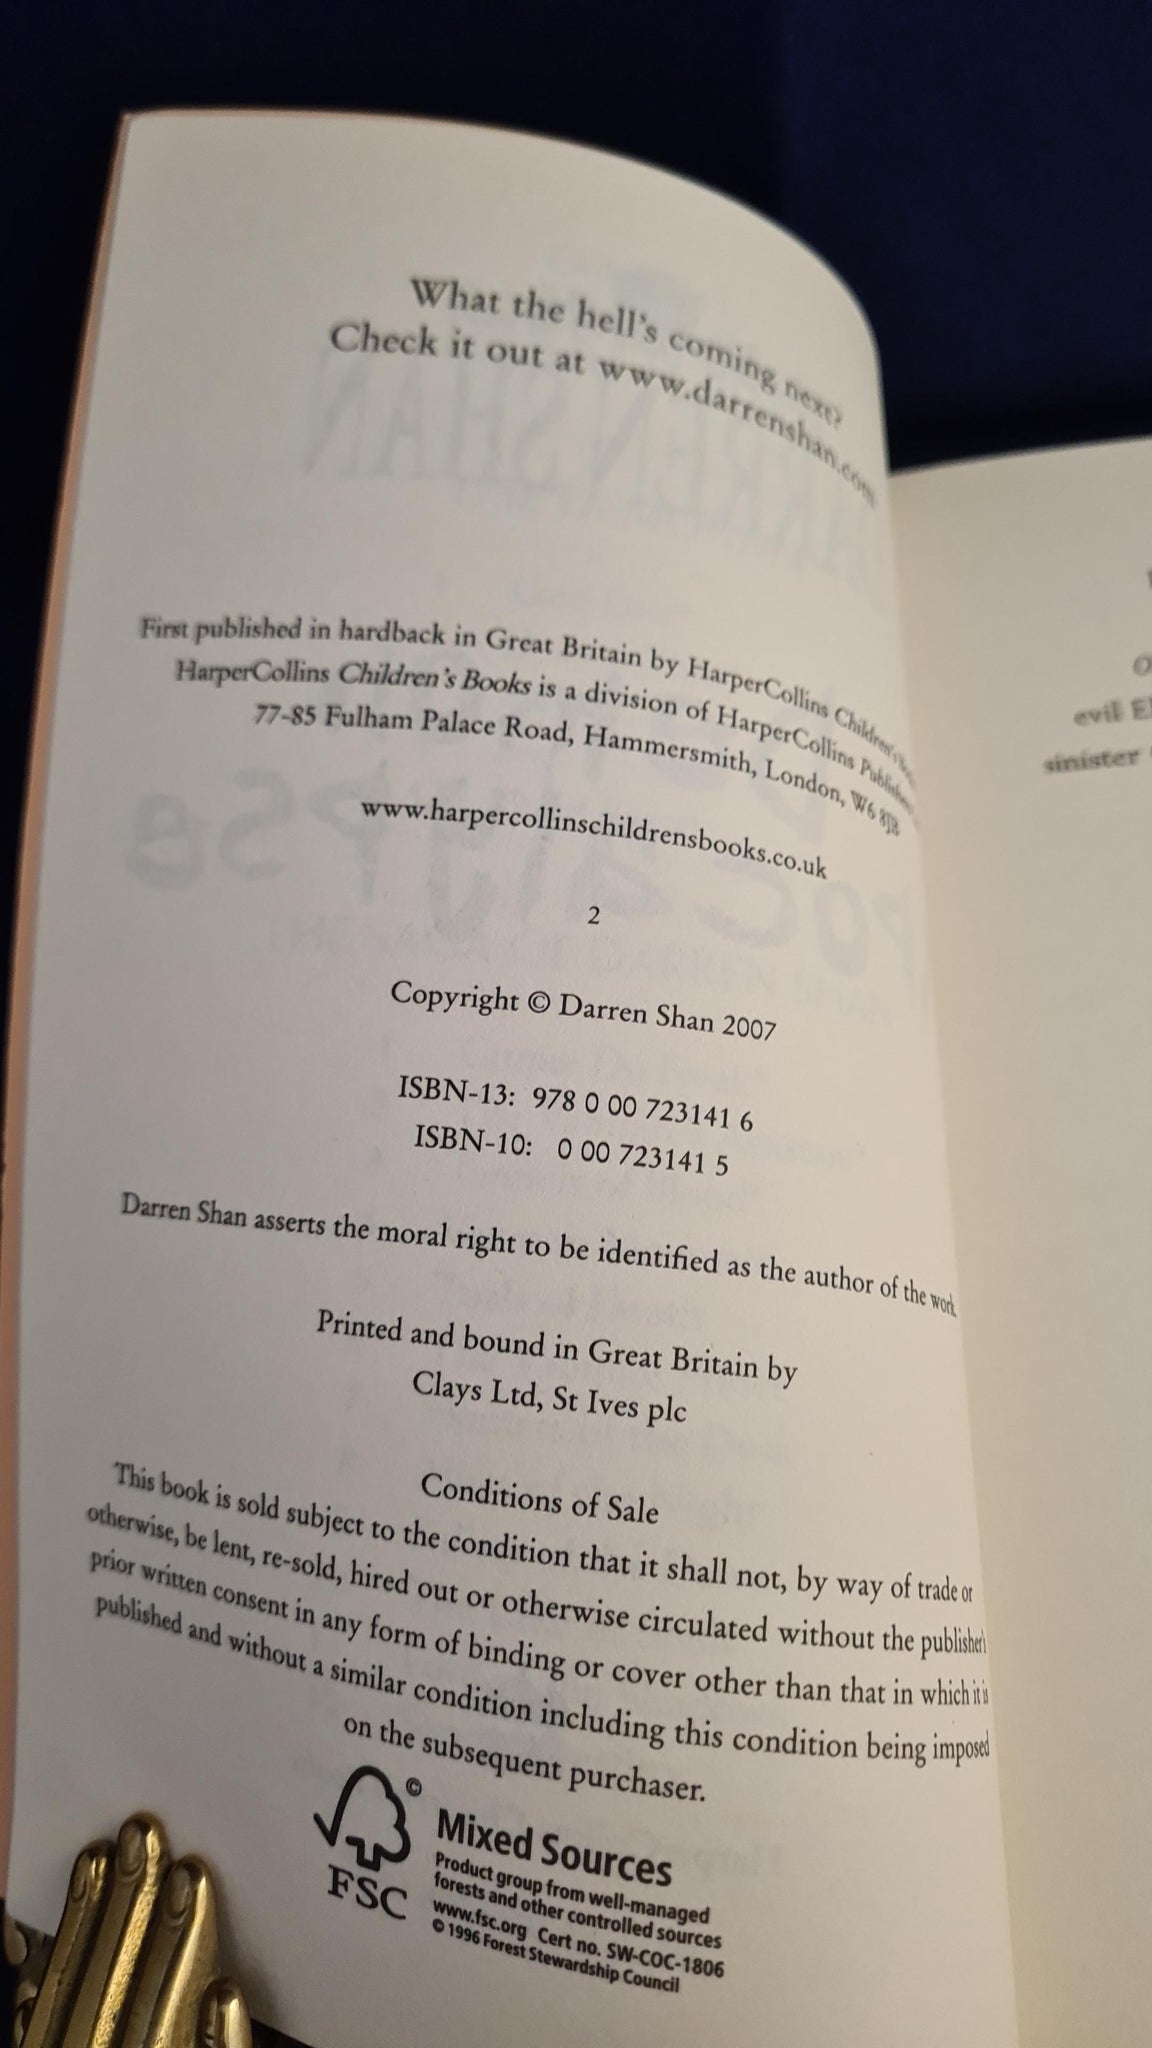 What the hell's coming next?
Check it out at www.darrenshan.com
First published in hardback in Great Britain by HarperCollins Children's
HarperCollins Children's Books is a division of HarperCollins Publishers
77-85 Fulham Palace Road, Hammersmith, London, W6 8JB
www.harpercollinschildrensbooks.co.uk
2
Copyright © Darren Shan 2007
ISBN-13: 978 0 00 723141 6
ISBN-10: 0 00 723141 5
Darren Shan asserts the moral right to be identified as the author of the work.
Printed and bound in Great Britain by
Clays Ltd, St Ives plc
Conditions of Sale
This book is sold subject to the condition that it shall not, by way of trade or
otherwise, be lent, re-sold, hired out or otherwise circulated without the publisher's
prior written consent in any form of binding or cover other than that in which it is
published and without a similar condition including this condition being imposed
on the subsequent purchaser.
©
FSC
Mixed Sources
Product group from well-managed
forests and other controlled sources
www.fsc.org Cert no. SW-COC-1806
© 1996 Forest Stewardship Council
evil
sinister